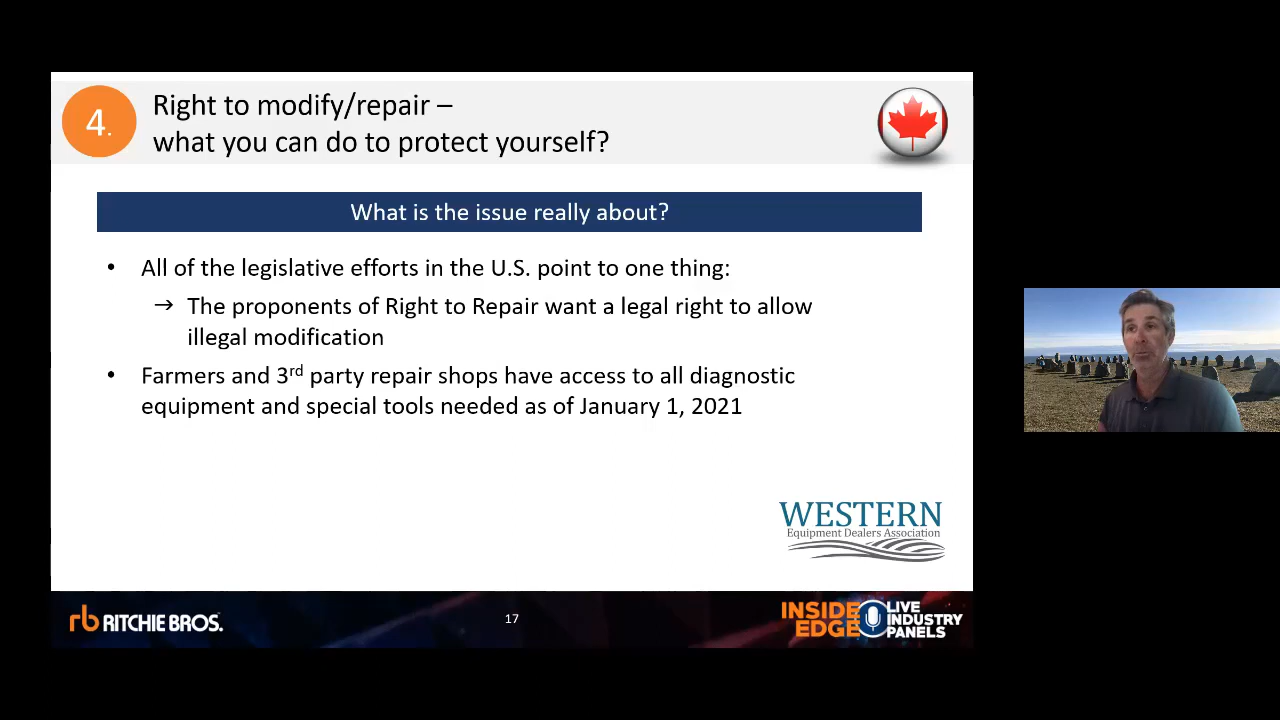 4.
Right to modify/repair –
what you can do to protect yourself?
What is the issue really about?
• All of the legislative efforts in the U.S. point to one thing:
→ The proponents of Right to Repair want a legal right to allow
illegal modification
• Farmers and 3rd party repair shops have access to all diagnostic
equipment and special tools needed as of January 1, 2021
WESTERN
Equipment Dealers Association
rb RITCHIE BROS.
17
INSIDE
EDGE
LIVE
INDUSTRY
PANELS